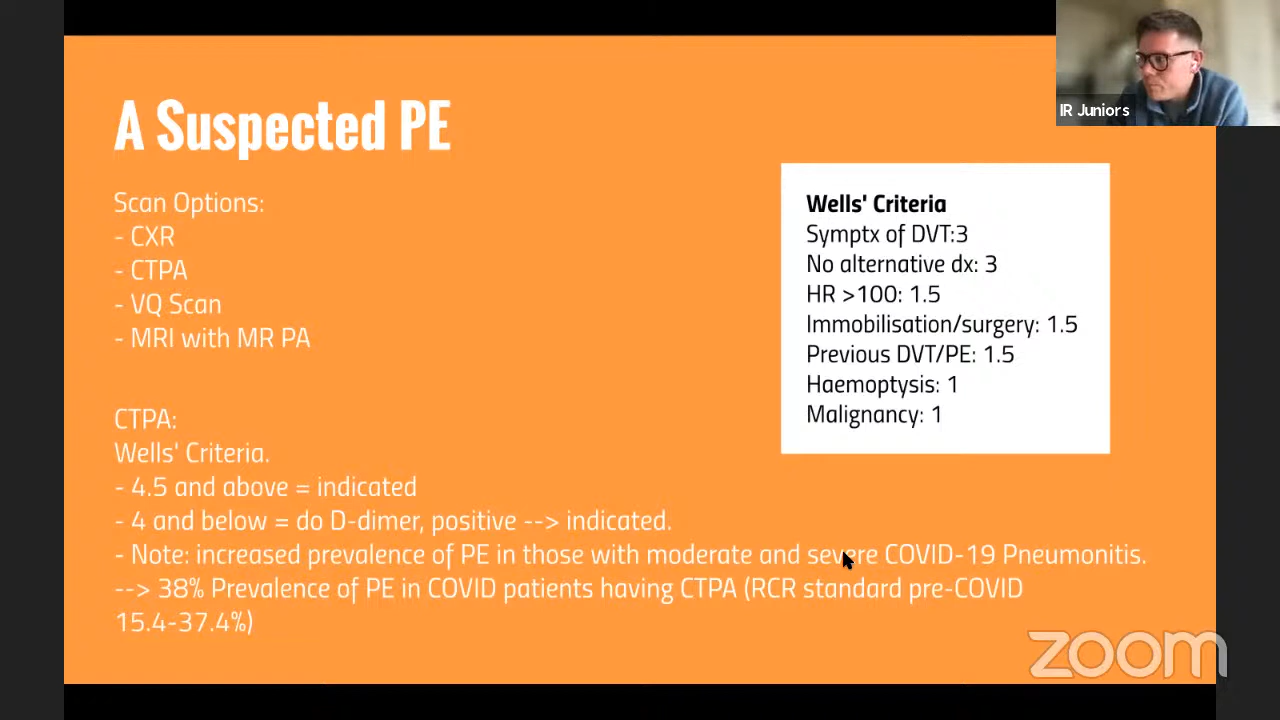 A Suspected PE
Scan Options:
- CXR
- CTPA
- VQ Scan
- MRI with MR PA
CTPA:
Wells' Criteria.
- 4.5 and above = indicated
- 4 and below = do D-dimer, positive --> indicated.
- Note: increased prevalence of PE in those with moderate and severe COVID-19 Pneumonitis.
--> 38% Prevalence of PE in COVID patients having CTPA (RCR standard pre-COVID
15.4-37.4%)
Wells' Criteria
Symptx of DVT:3
No alternative dx: 3
HR >100: 1.5
Immobilisation/surgery: 1.5
Previous DVT/PE: 1.5
Haemoptysis: 1
Malignancy: 1
IR Juniors
zoom